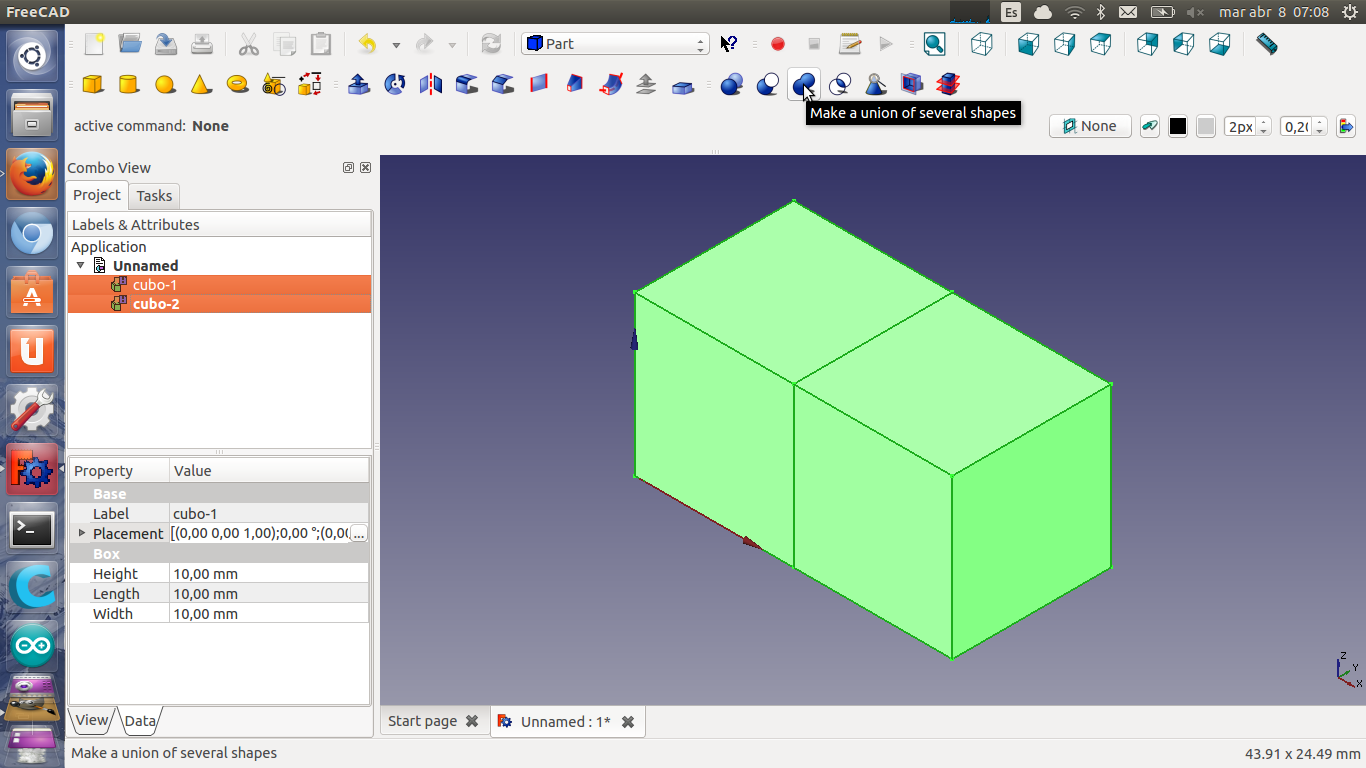 FreeCAD
Es
mar abr 8 07:08
Part
Make a union of several shapes
active command: None
None
2px
0,20
Combo View
Project
Tasks
Labels & Attributes
Application
Unnamed
cubo-1
cubo-2
Property Value
Base
Label cubo-1
Placement [(0,00 0,00 1,00);0,00 °;(0,00 ...
Box
Height 10,00 mm
Length 10,00 mm
Width 10,00 mm
View
Data
Z
Y
X
Start page
Unnamed : 1*
Make a union of several shapes
43.91 x 24.49 mm